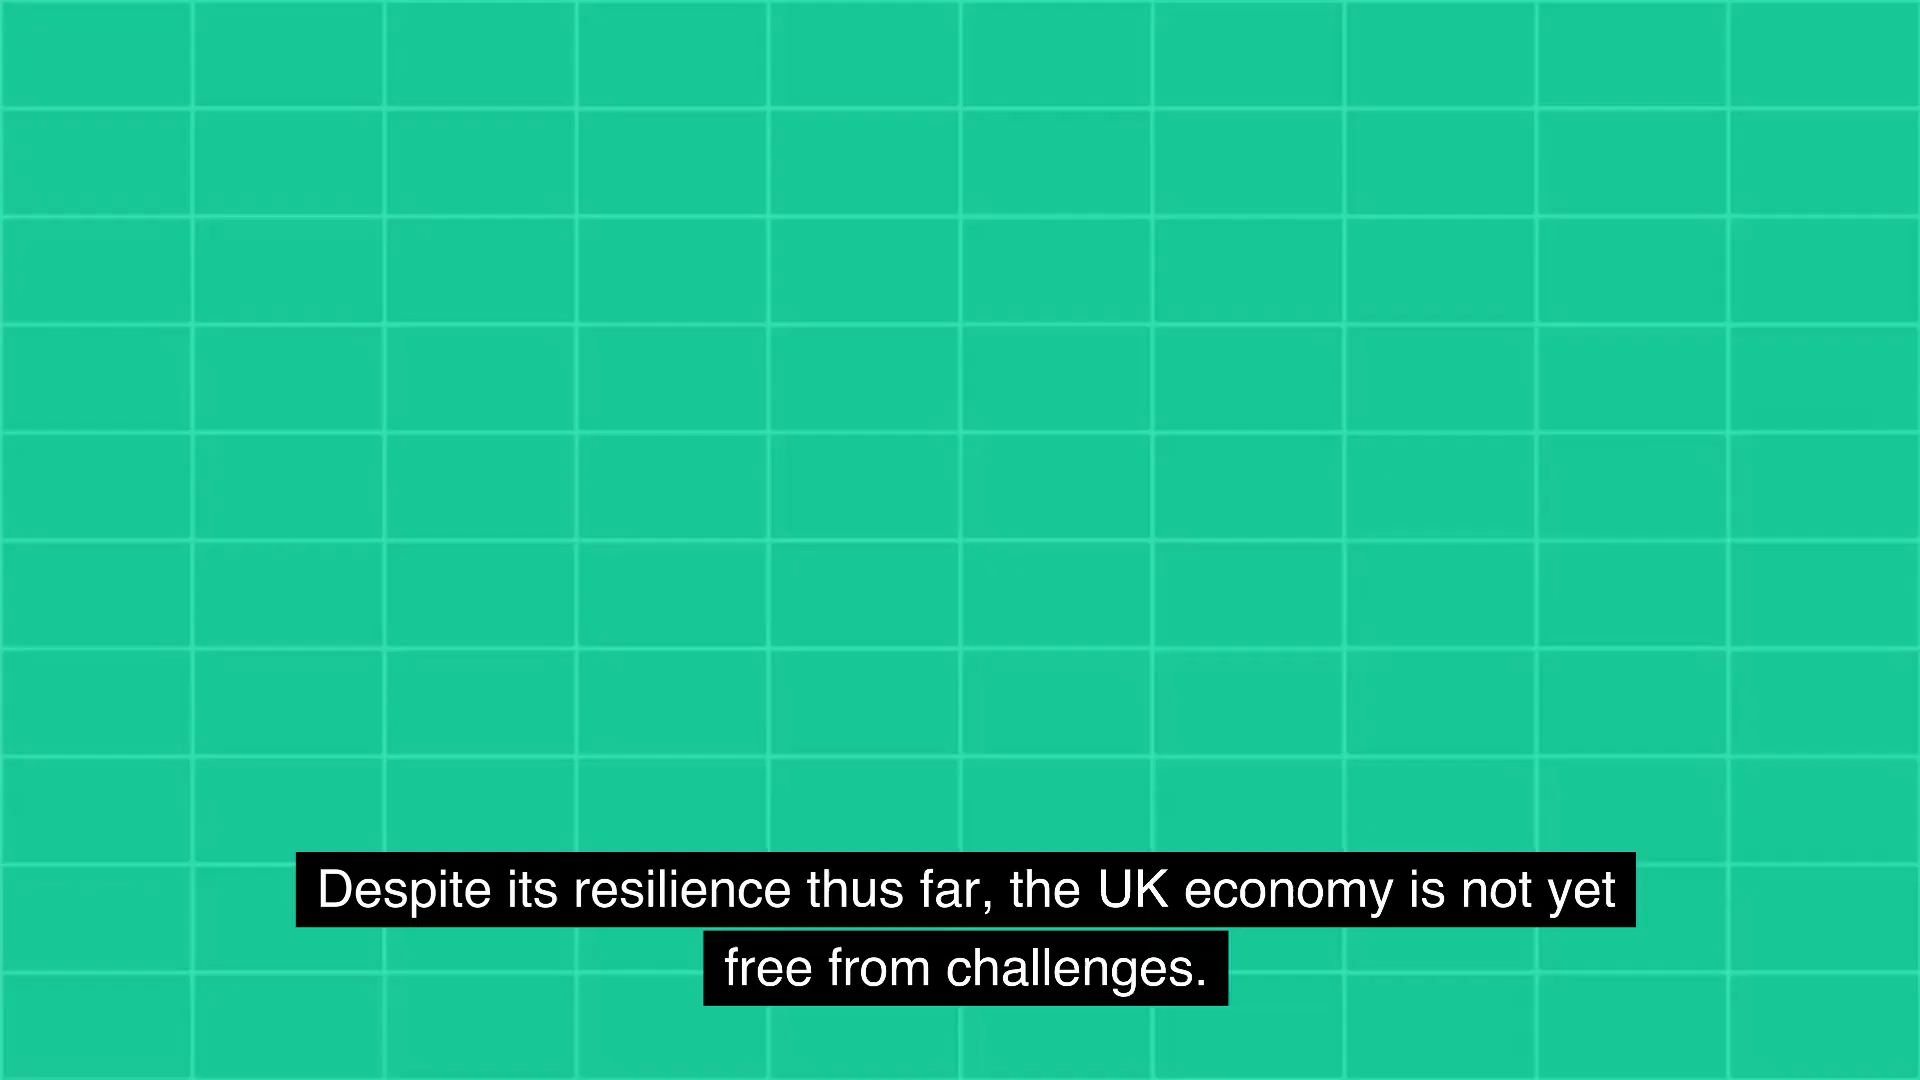 Despite its resilience thus far, the UK economy is not yet
free from challenges.